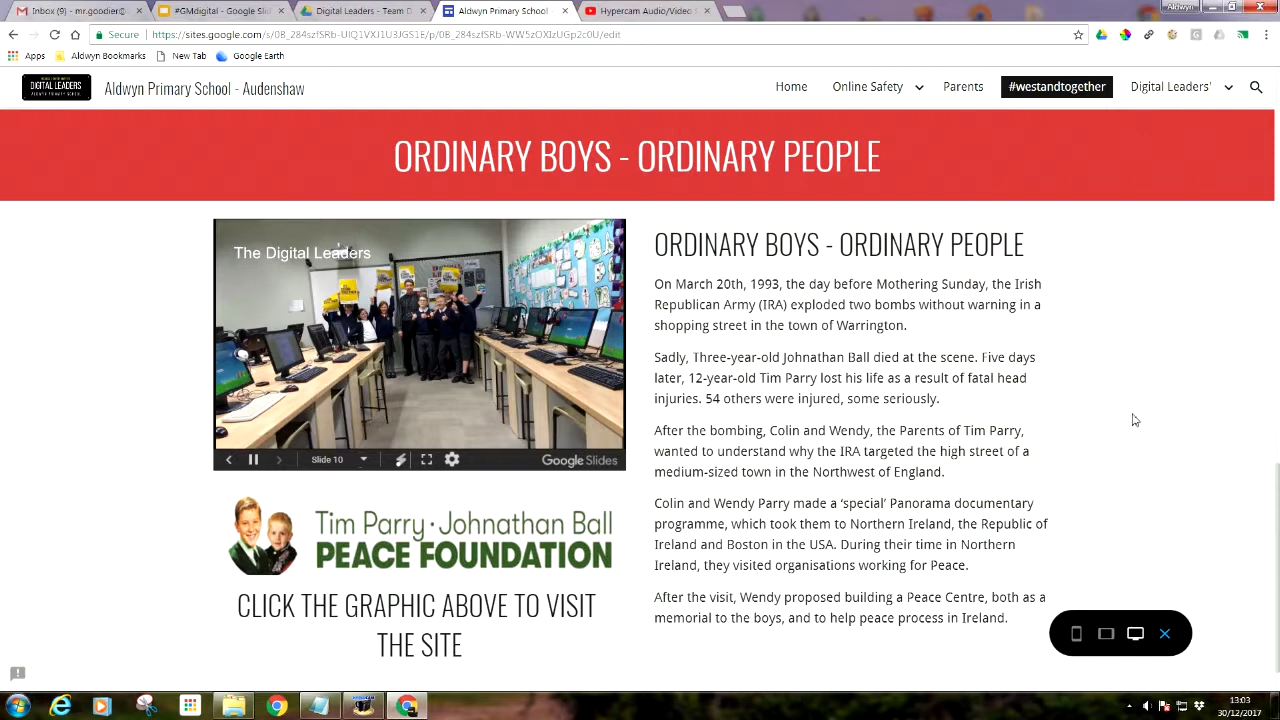 Inbox (9) - mr.goodier@
#GMdigital - Google Slid
Digital Leaders - Team D
Aldwyn Primary School -
Hypercam Audio/Video S
Aldwyn
Secure
Apps
Aldwyn Bookmarks
New Tab
Google Earth
DIGITAL LEADERS
Aldwyn Primary School - Audenshaw
Home
Online Safety
Parents
#westandtogether
Digital Leaders'
ORDINARY BOYS - ORDINARY PEOPLE
The Digital Leaders
Slide 10
Google Slides
Tim Parry · Johnathan Ball
PEACE FOUNDATION
CLICK THE GRAPHIC ABOVE TO VISIT
THE SITE
ORDINARY BOYS - ORDINARY PEOPLE
On March 20th, 1993, the day before Mothering Sunday, the Irish
Republican Army (IRA) exploded two bombs without warning in a
shopping street in the town of Warrington.
Sadly, Three-year-old Johnathan Ball died at the scene. Five days
later, 12-year-old Tim Parry lost his life as a result of fatal head
injuries. 54 others were injured, some seriously.
After the bombing, Colin and Wendy, the Parents of Tim Parry,
wanted to understand why the IRA targeted the high street of a
medium-sized town in the Northwest of England.
Colin and Wendy Parry made a ‘special’ Panorama documentary
programme, which took them to Northern Ireland, the Republic of
Ireland and Boston in the USA. During their time in Northern
Ireland, they visited organisations working for Peace.
After the visit, Wendy proposed building a Peace Centre, both as a
memorial to the boys, and to help peace process in Ireland.
13:03
30/12/2017